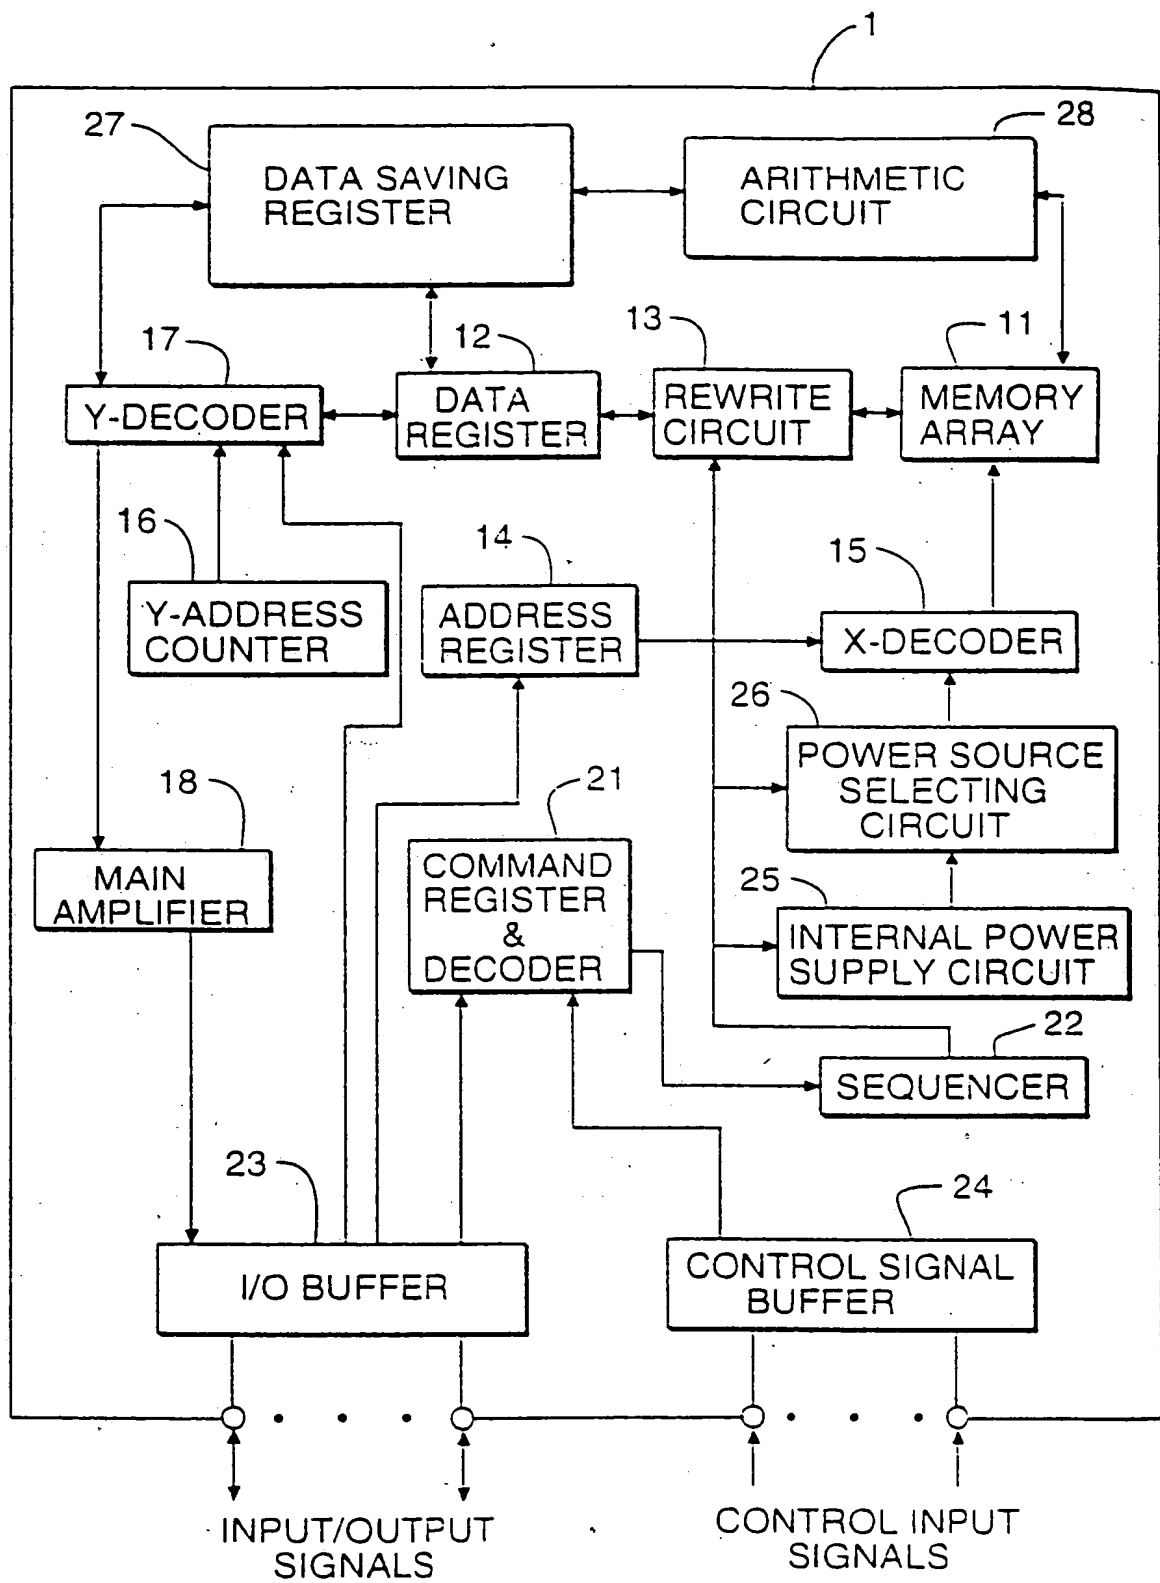 1
27
28
DATA SAVING
REGISTER
ARITHMETIC
CIRCUIT
17
12
13
11
Y-DECODER
DATA
REGISTER
REWRITE
CIRCUIT
MEMORY
ARRAY
16
14
15
Y-ADDRESS
COUNTER
ADDRESS
REGISTER
X-DECODER
26
POWER SOURCE
SELECTING
CIRCUIT
18
21
MAIN
AMPLIFIER
COMMAND
REGISTER
&
DECODER
25
INTERNAL POWER
SUPPLY CIRCUIT
22
SEQUENCER
23
24
I/O BUFFER
CONTROL SIGNAL
BUFFER
INPUT/OUTPUT
SIGNALS
CONTROL INPUT
SIGNALS